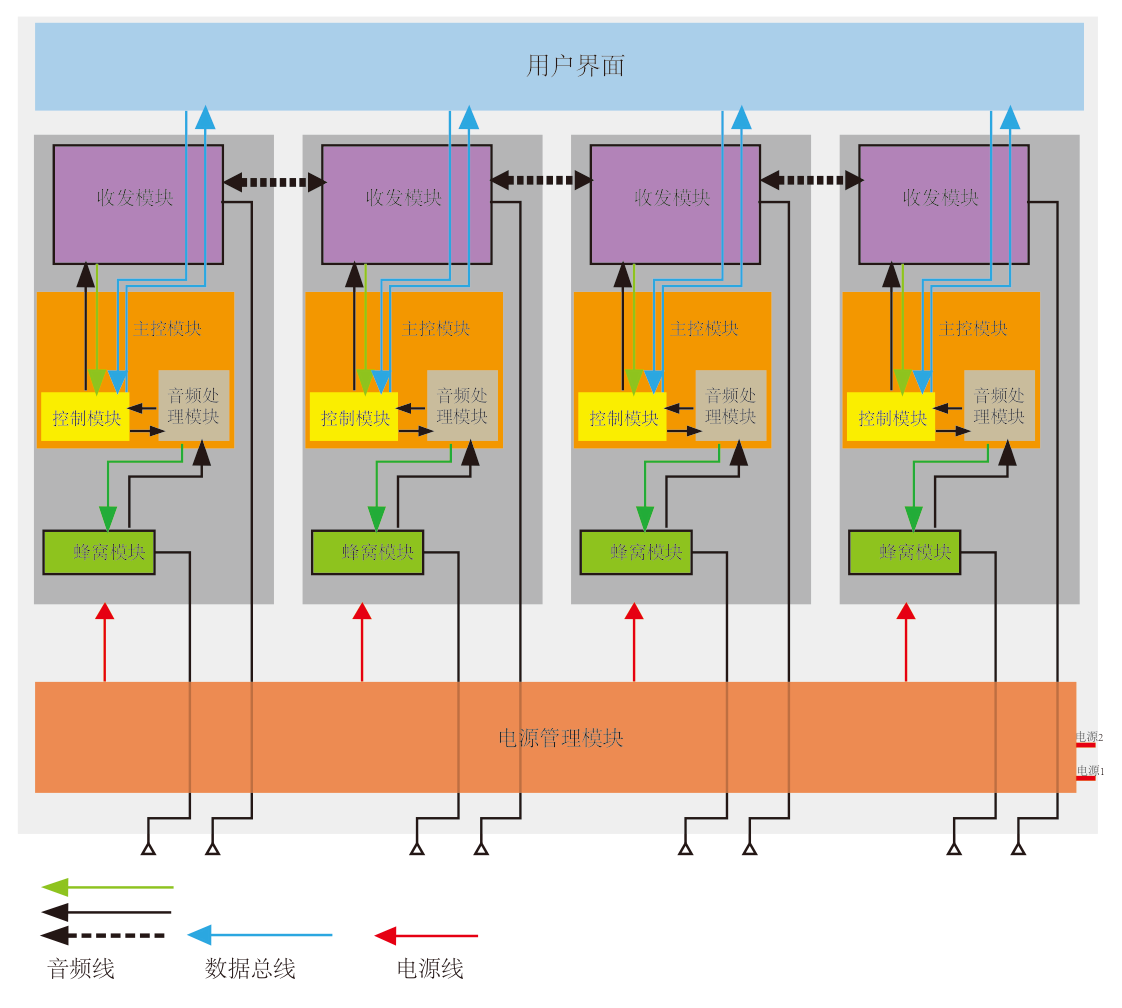 用户界面
收发模块
收发模块
收发模块
收发模块
主控模块
主控模块
主控模块
主控模块
控制模块
音频处
理模块
控制模块
音频处
理模块
控制模块
音频处
理模块
控制模块
音频处
理模块
蜂窝模块
蜂窝模块
蜂窝模块
蜂窝模块
电源管理模块
电源2
电源1
音频线
数据总线
电源线